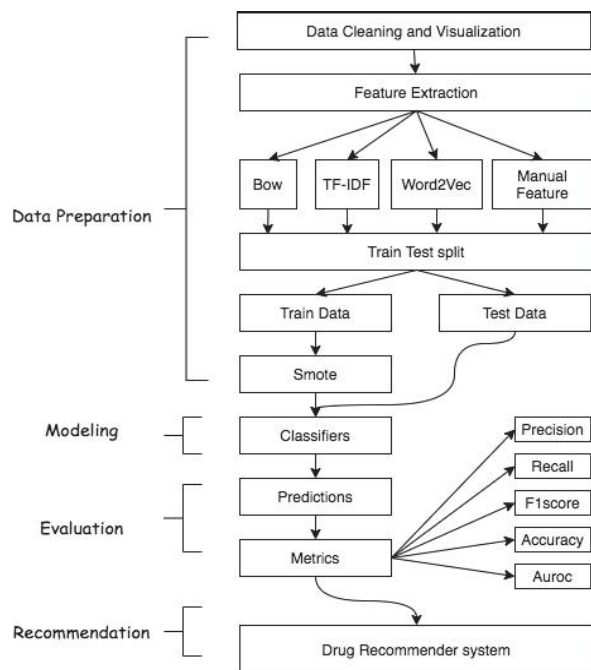 Data Cleaning and Visualization
Feature Extraction
Bow
TF-IDF
Word2Vec
Manual
Feature
Data Preparation
Train Test split
Train Data
Test Data
Smote
Modeling
Classifiers
Precision
Recall
Predictions
F1score
Evaluation
Accuracy
Metrics
Auroc
Recommendation
Drug Recommender system